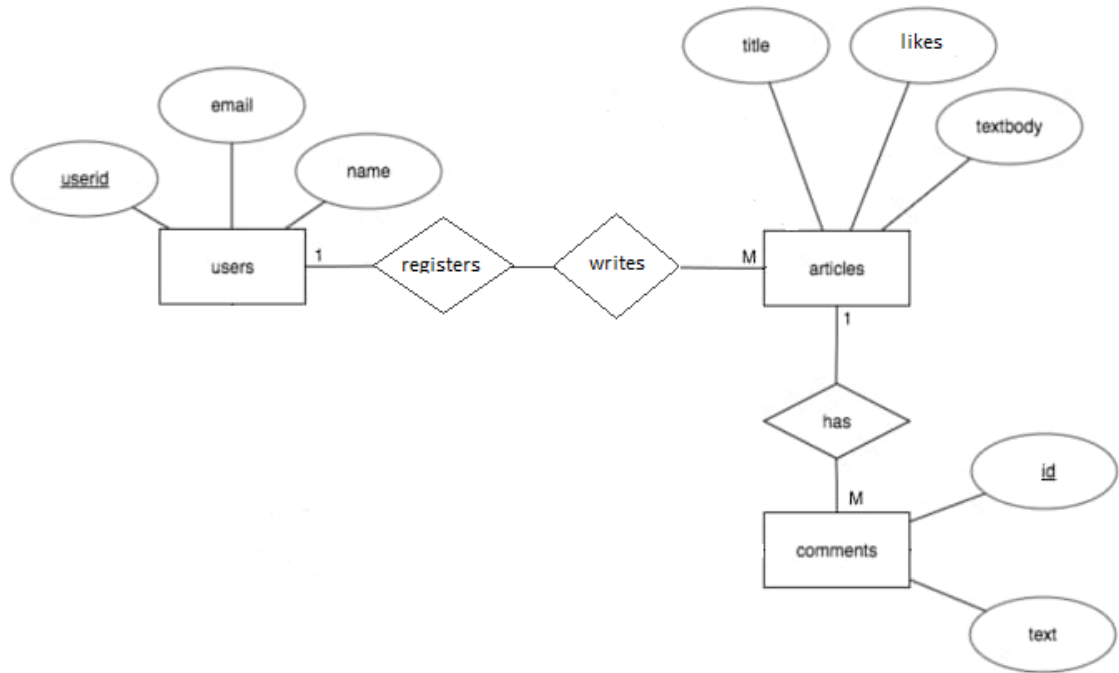 title
likes
email
textbody
name
userid
1
M
users
registers
writes
articles
1
has
id
M
comments
text